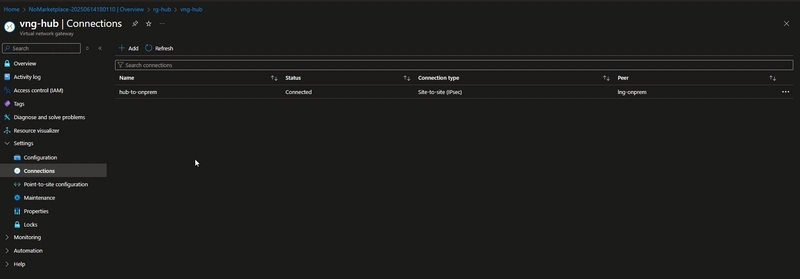 Home > NoMarketplace-20250614180110 | Overview > rg-hub > vng-hub >
vng-hub | Connections
Virtual network gateway
Search
Add Refresh
Search connections
Name Status Connection type Peer
hub-to-onprem Connected Site-to-site (IPsec) lng-onprem
Overview
Activity log
Access control (IAM)
Tags
Diagnose and solve problems
Resource visualizer
Settings
Configuration
Connections
Point-to-site configuration
Maintenance
Properties
Locks
Monitoring
Automation
Help